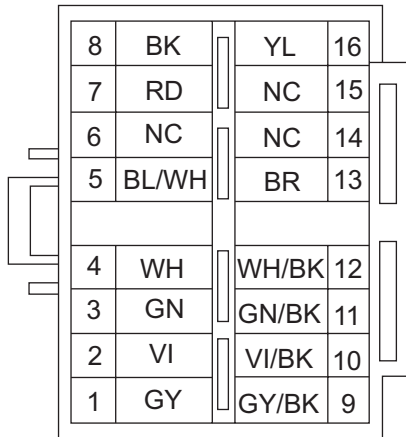 8 BK YL 16
7 RD NC 15
6 NC NC 14
5 BL/WH BR 13
4 WH WH/BK 12
3 GN GN/BK 11
2 VI VI/BK 10
1 GY GY/BK 9